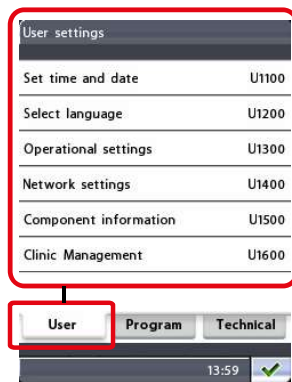 User settings
Set time and date U1100
Select language U1200
Operational settings U1300
Network settings U1400
Component information U1500
Clinic Management U1600
User Program Technical
13:59